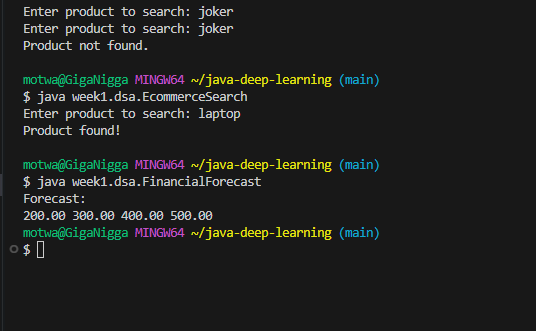 Enter product to search: joker
Enter product to search: joker
Product not found.
motwa@GigaNigga MINGW64 ~/java-deep-learning (main)
$ java week1.dsa.EcommerceSearch
Enter product to search: laptop
Product found!
motwa@GigaNigga MINGW64 ~/java-deep-learning (main)
$ java week1.dsa.FinancialForecast
Forecast:
200.00 300.00 400.00 500.00
motwa@GigaNigga MINGW64 ~/java-deep-learning (main)
$